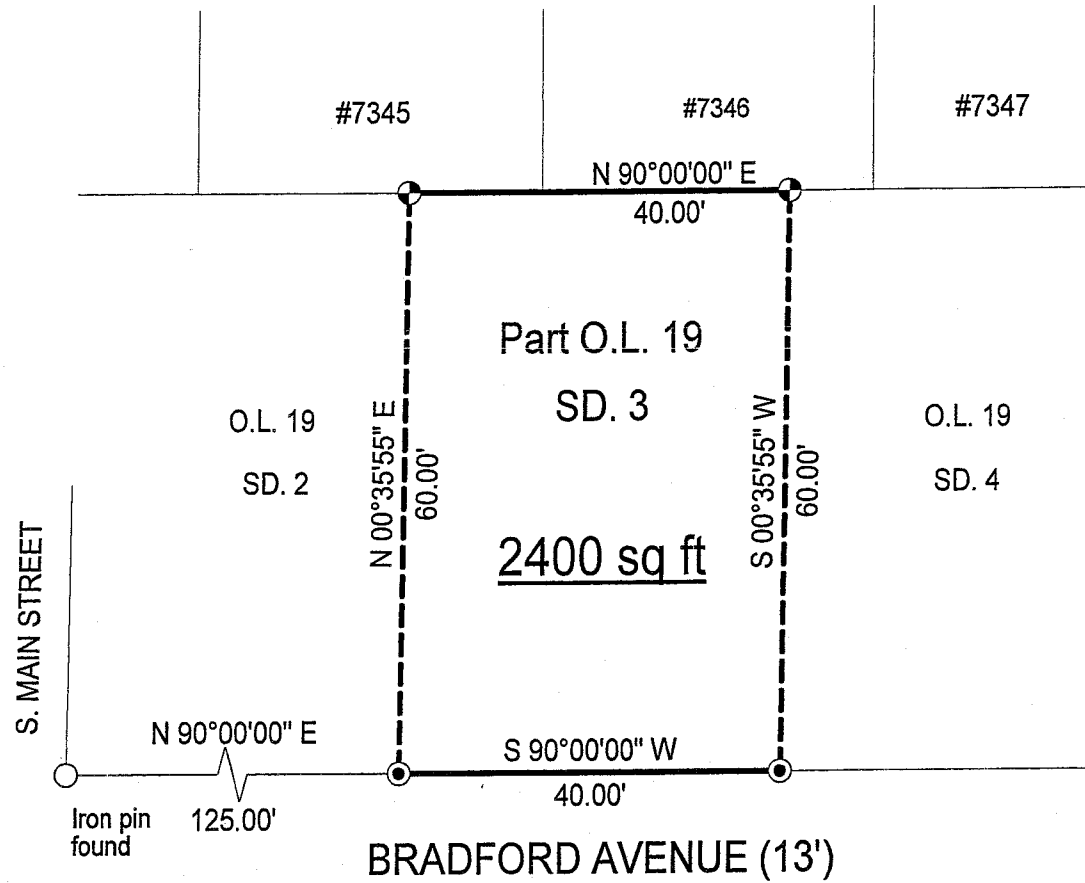 #7345
#7346
#7347
N 90°00'00" E
40.00'
Part O.L. 19
SD. 3
O.L. 19
SD. 2
N 00°35'55" E
60.00'
S 00°35'55" W
60.00'
O.L. 19
SD. 4
2400 sq ft
S. MAIN STREET
N 90°00'00" E
125.00'
Iron pin
found
S 90°00'00" W
40.00'
BRADFORD AVENUE (13')